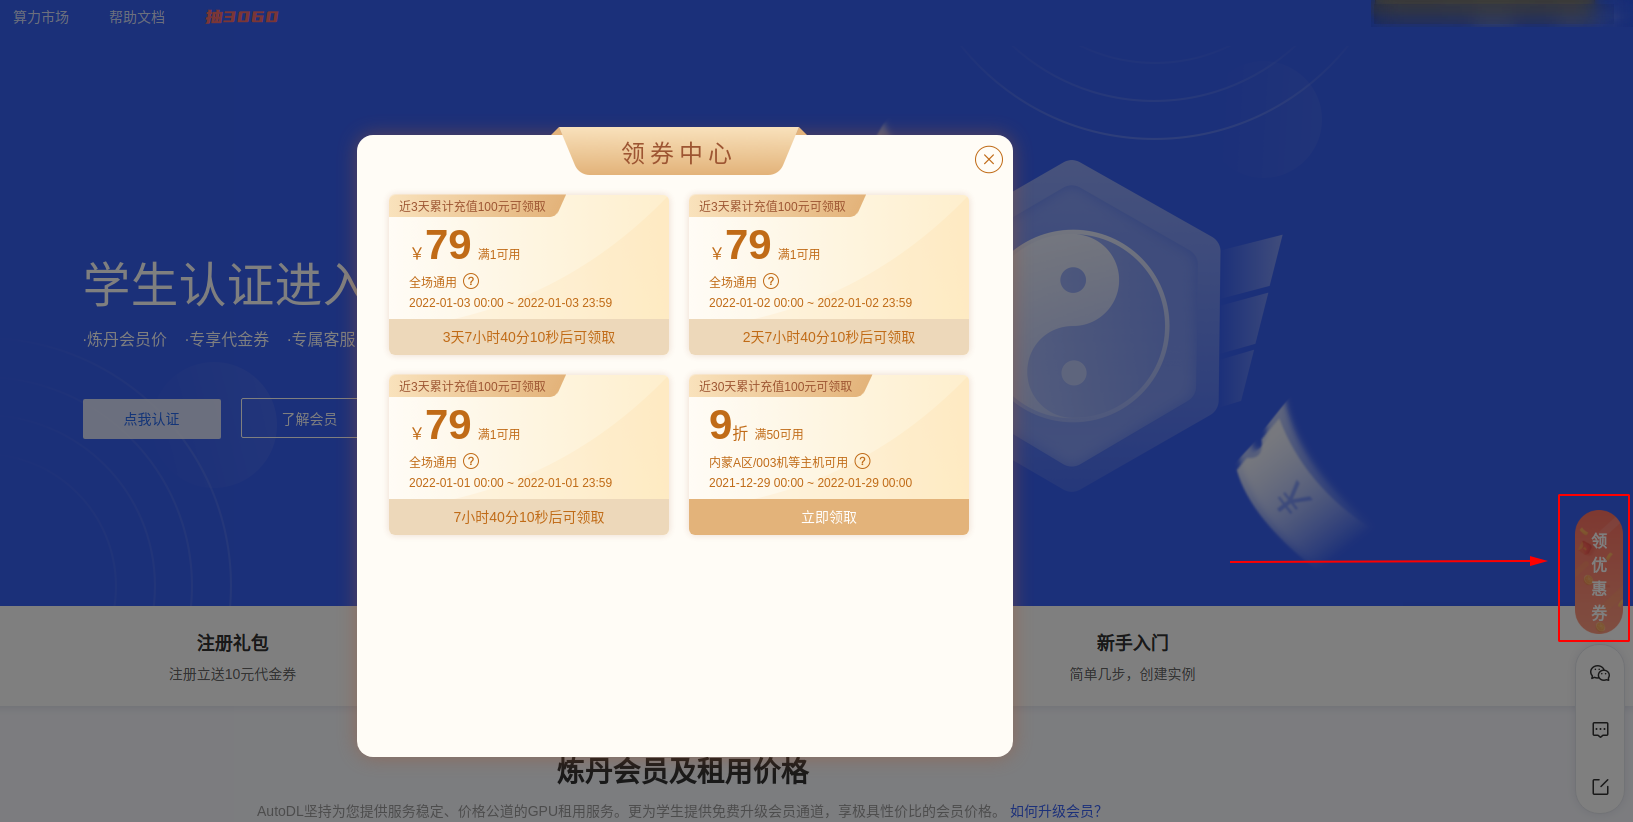 算力市场 帮助文档 抽3060
领券中心
近3天累计充值100元可领取 近3天累计充值100元可领取
¥79 满1可用 ¥79 满1可用
全场通用 ? 全场通用 ?
2022-01-03 00:00 ~ 2022-01-03 23:59 2022-01-02 00:00 ~ 2022-01-02 23:59
3天7小时40分10秒后可领取 2天7小时40分10秒后可领取
近3天累计充值100元可领取 近30天累计充值100元可领取
¥79 满1可用 9折 满50可用
全场通用 ? 内蒙A区/003机等主机可用 ?
2022-01-01 00:00 ~ 2022-01-01 23:59 2021-12-29 00:00 ~ 2022-01-29 00:00
7小时40分10秒后可领取 立即领取
学生认证进入
·炼丹会员价 ·专享代金券 ·专属客服
点我认证 了解会员
领
优
惠
券
注册礼包 新手入门
注册立送10元代金券 简单几步，创建实例
炼丹会员及租用价格
AutoDL坚持为您提供服务稳定、价格公道的GPU租用服务。更为学生提供免费升级会员通道，享极具性价比的会员价格。 如何升级会员？